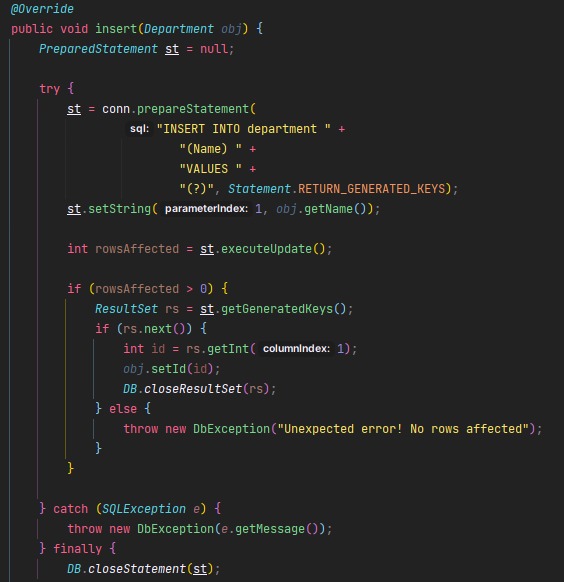 @Override
public void insert(Department obj) {
    PreparedStatement st = null;

    try {
        st = conn.prepareStatement(
                sql: "INSERT INTO department " +
                        "(Name) " +
                        "VALUES " +
                        "(?)", Statement.RETURN_GENERATED_KEYS);
        st.setString( parameterIndex: 1, obj.getName());

        int rowsAffected = st.executeUpdate();

        if (rowsAffected > 0) {
            ResultSet rs = st.getGeneratedKeys();
            if (rs.next()) {
                int id = rs.getInt( columnIndex: 1);
                obj.setId(id);
                DB.closeResultSet(rs);
            } else {
                throw new DbException("Unexpected error! No rows affected");
            }
        }

    } catch (SQLException e) {
        throw new DbException(e.getMessage());
    } finally {
        DB.closeStatement(st);